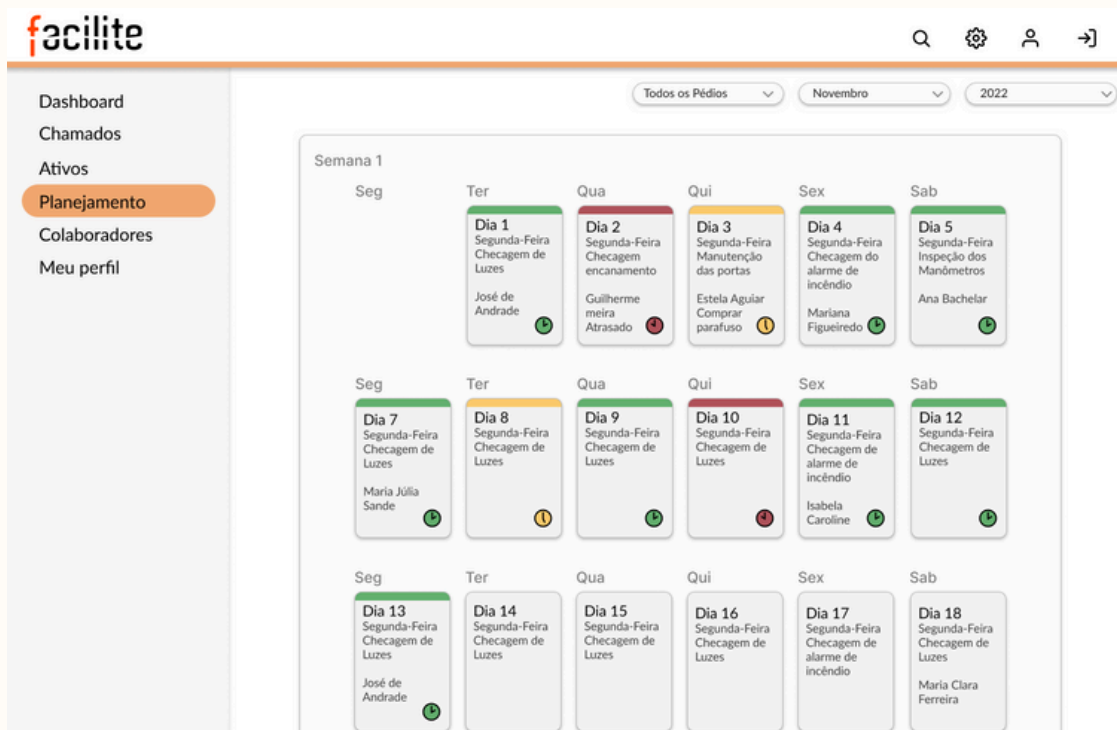 facilite
Todos os Pédios
Novembro
2022
Dashboard
Chamados
Ativos
Planejamento
Colaboradores
Meu perfil
Semana 1
Seg
Ter
Qua
Qui
Sex
Sab
Dia 1
Segunda-Feira
Checagem de
Luzes
José de
Andrade
Dia 2
Segunda-Feira
Checagem
encanamento
Guilherme
meira
Atrasado
Dia 3
Segunda-Feira
Manutenção
das portas
Estela Aguiar
Comprar
parafuso
Dia 4
Segunda-Feira
Checagem do
alarme de
incêndio
Mariana
Figueiredo
Dia 5
Segunda-Feira
Inspeção dos
Manômetros
Ana Bachelar
Seg
Ter
Qua
Qui
Sex
Sab
Dia 7
Segunda-Feira
Checagem de
Luzes
Maria Júlia
Sande
Dia 8
Segunda-Feira
Checagem de
Luzes
Dia 9
Segunda-Feira
Checagem de
Luzes
Dia 10
Segunda-Feira
Checagem de
Luzes
Dia 11
Segunda-Feira
Checagem de
alarme de
incêndio
Isabela
Caroline
Dia 12
Segunda-Feira
Checagem de
Luzes
Seg
Ter
Qua
Qui
Sex
Sab
Dia 13
Segunda-Feira
Checagem de
Luzes
José de
Andrade
Dia 14
Segunda-Feira
Checagem de
Luzes
Dia 15
Segunda-Feira
Checagem de
Luzes
Dia 16
Segunda-Feira
Checagem de
Luzes
Dia 17
Segunda-Feira
Checagem de
alarme de
incêndio
Dia 18
Segunda-Feira
Checagem de
Luzes
Maria Clara
Ferreira